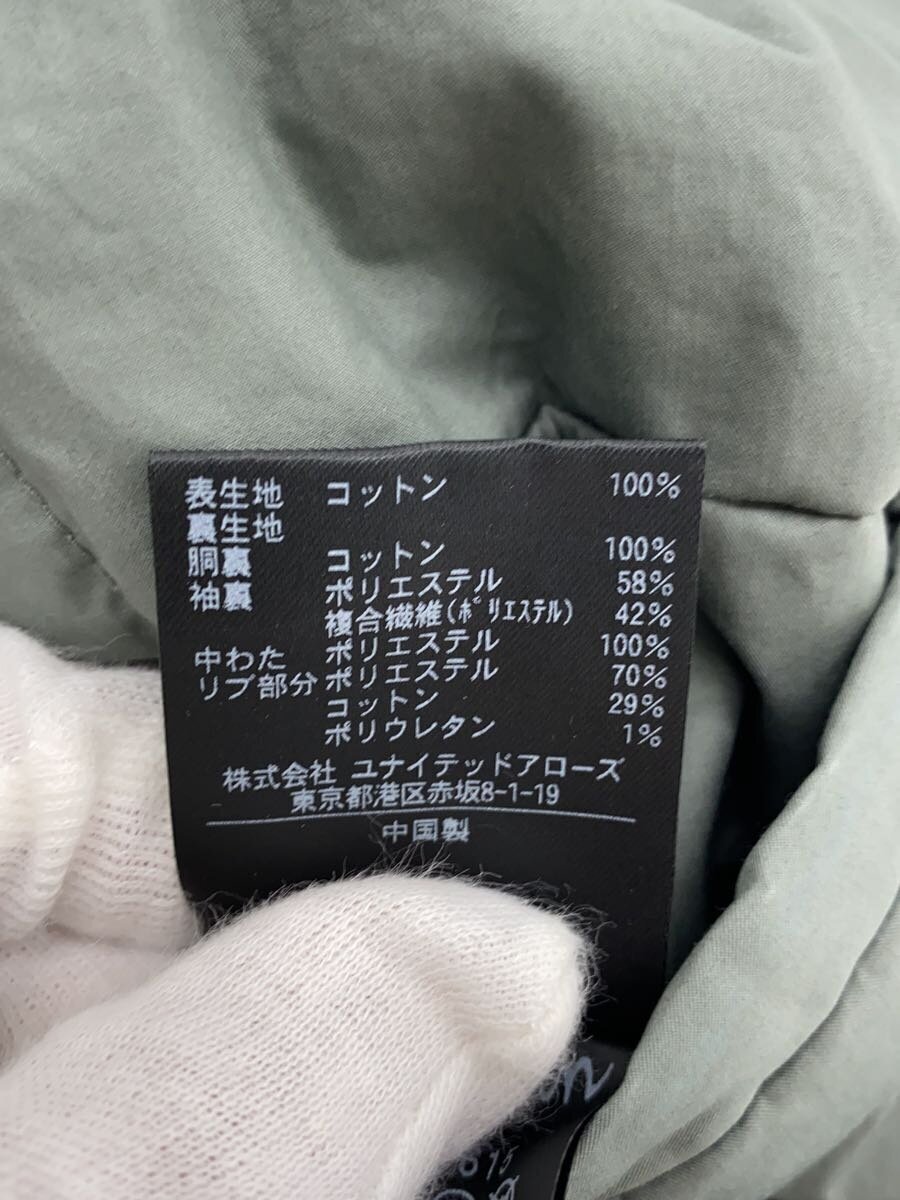 表生地 コットン 100%
裏生地
胴裏 コットン 100%
袖裏 ポリエステル 58%
複合繊維(ﾎﾟﾘｴｽﾃﾙ) 42%
中わた ポリエステル 100%
リブ部分 ポリエステル 70%
コットン 29%
ポリウレタン 1%
株式会社 ユナイテッドアローズ
東京都港区赤坂8-1-19
中国製